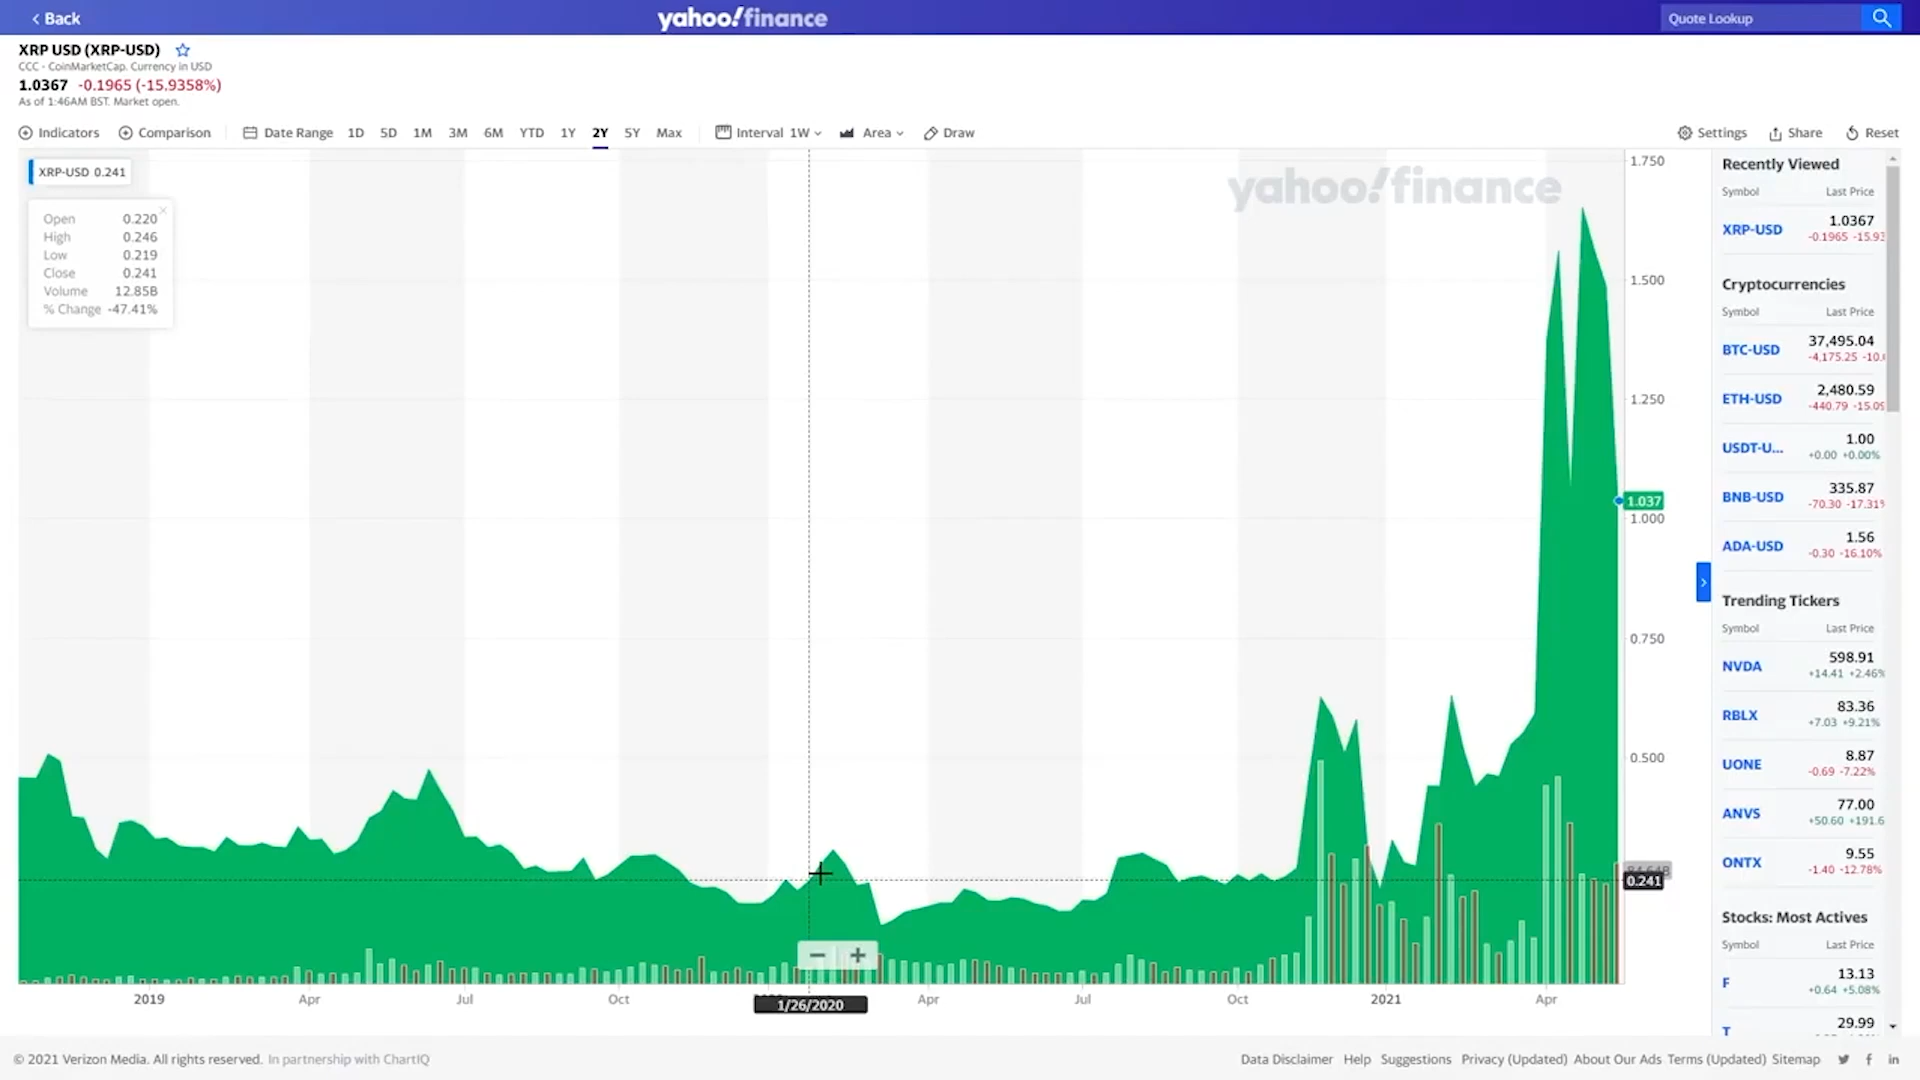 Back
yahoo!finance
Quote Lookup
XRP USD (XRP-USD)
CCC - CoinMarketCap. Currency in USD
1.0367 -0.1965 (-15.9358%)
As of 1:46AM BST. Market open.
Indicators Comparison Date Range 1D 5D 1M 3M 6M YTD 1Y 2Y 5Y Max Interval 1W Area Draw Settings Share Reset
XRP-USD 0.241
Open 0.220
High 0.246
Low 0.219
Close 0.241
Volume 12.85B
% Change -47.41%
yahoo!finance
1.750
1.500
1.250
1.037
1.000
0.750
0.500
0.241
2019 Apr Jul Oct Apr Jul Oct 2021 Apr
1/26/2020
Recently Viewed
Symbol Last Price
XRP-USD 1.0367
-0.1965 -15.93
Cryptocurrencies
Symbol Last Price
BTC-USD 37,495.04
-4,175.25 -10.
ETH-USD 2,480.59
-440.79 -15.09
USDT-U... 1.00
+0.00 +0.00%
BNB-USD 335.87
-70.30 -17.31%
ADA-USD 1.56
-0.30 -16.10%
Trending Tickers
Symbol Last Price
NVDA 598.91
+14.41 +2.46%
RBLX 83.36
+7.03 +9.21%
UONE 8.87
-0.69 -7.22%
ANVS 77.00
+50.60 +191.6
ONTX 9.55
-1.40 -12.78%
Stocks: Most Actives
Symbol Last Price
F 13.13
+0.64 +5.08%
T 29.99
© 2021 Verizon Media. All rights reserved. In partnership with ChartIQ
Data Disclaimer Help Suggestions Privacy (Updated) About Our Ads Terms (Updated) Sitemap